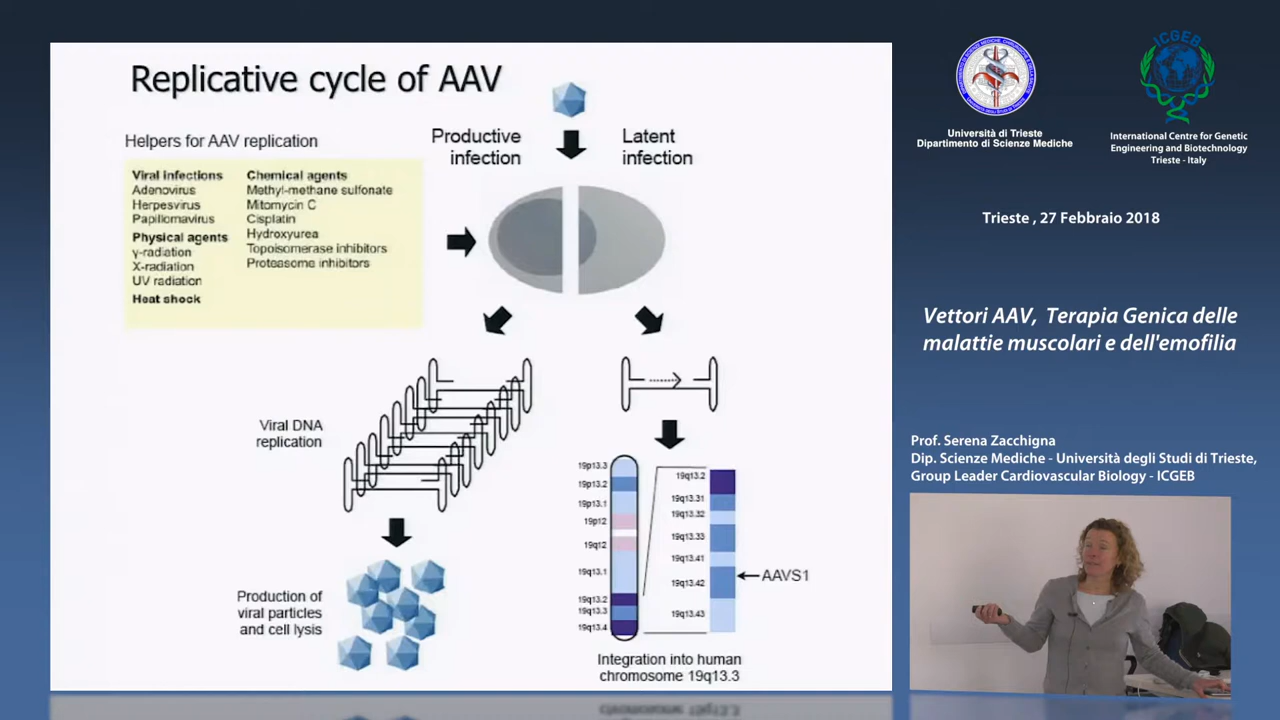 Replicative cycle of AAV
Helpers for AAV replication
Viral infections
Adenovirus
Herpesvirus
Papillomavirus
Physical agents
γ-radiation
X-radiation
UV radiation
Heat shock
Chemical agents
Methyl-methane sulfonate
Mitomycin C
Cisplatin
Hydroxyurea
Topoisomerase inhibitors
Proteasome inhibitors
Productive
infection
Latent
infection
Viral DNA
replication
Production of
viral particles
and cell lysis
19p13.3
19p13.2
19p13.1
19p12
19q12
19q13.1
19q13.2
19q13.3
19q13.4
19q13.2
19q13.31
19q13.32
19q13.33
19q13.41
19q13.42
19q13.43
AAVS1
Integration into human
chromosome 19q13.3
ICGEB
Università di Trieste
Dipartimento di Scienze Mediche
International Centre for Genetic
Engineering and Biotechnology
Trieste - Italy
Trieste , 27 Febbraio 2018
Vettori AAV, Terapia Genica delle
malattie muscolari e dell'emofilia
Prof. Serena Zacchigna
Dip. Scienze Mediche - Università degli Studi di Trieste,
Group Leader Cardiovascular Biology - ICGEB